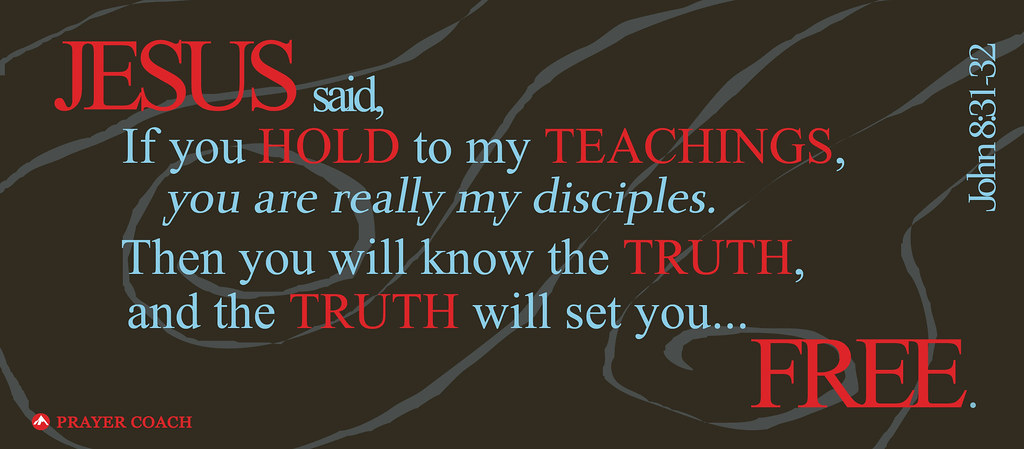 JESUS said,
If you HOLD to my TEACHINGS,
you are really my disciples.
Then you will know the TRUTH,
and the TRUTH will set you...
FREE.
John 8:31-32
PRAYER COACH